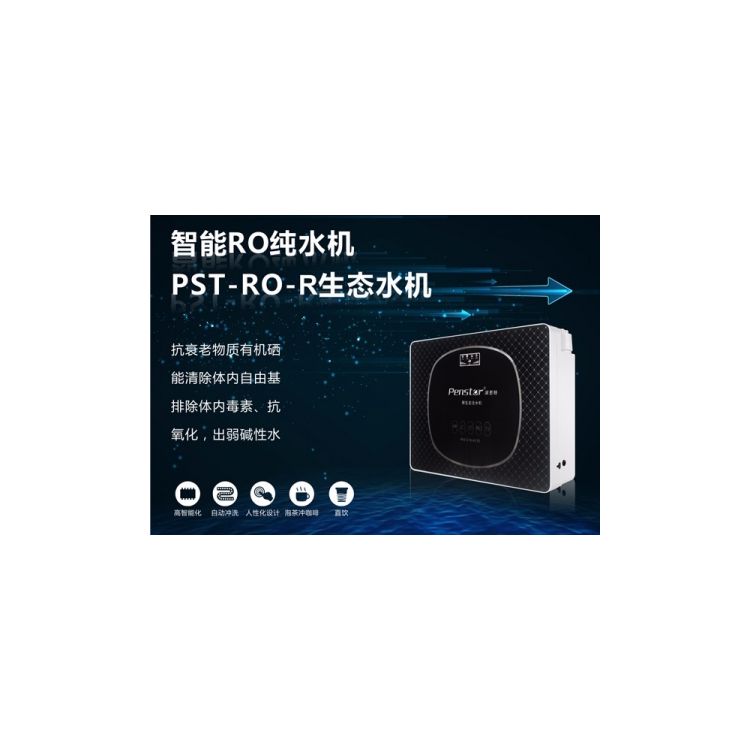 智能RO纯水机
PST-RO-R生态水机
抗衰老物质有机硒
能清除体内自由基
排除体内毒素、抗
氧化，出弱碱性水
Penstar
高智能化 自动冲洗 人性化设计 泡茶冲咖啡 直饮